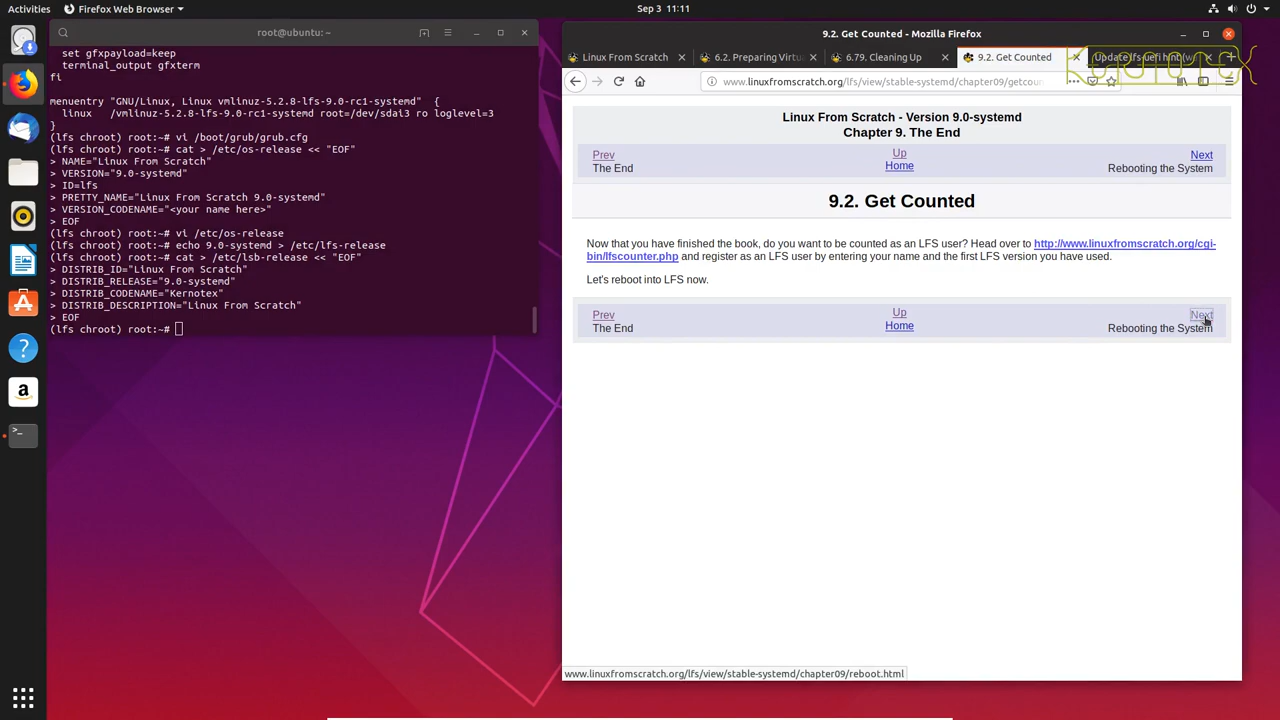 Activities
Firefox Web Browser
Sep 3 11:11
root@ubuntu: ~
set gfxpayload=keep
terminal_output gfxterm
fi
menuentry "GNU/Linux, Linux vmlinuz-5.2.8-lfs-9.0-rc1-systemd" {
linux /vmlinuz-5.2.8-lfs-9.0-rc1-systemd root=/dev/sdai3 ro loglevel=3
}
(lfs chroot) root:~# vi /boot/grub/grub.cfg
(lfs chroot) root:~# cat > /etc/os-release << "EOF"
> NAME="Linux From Scratch"
> VERSION="9.0-systemd"
> ID=lfs
> PRETTY_NAME="Linux From Scratch 9.0-systemd"
> VERSION_CODENAME="<your name here>"
> EOF
(lfs chroot) root:~# vi /etc/os-release
(lfs chroot) root:~# echo 9.0-systemd > /etc/lfs-release
(lfs chroot) root:~# cat > /etc/lsb-release << "EOF"
> DISTRIB_ID="Linux From Scratch"
> DISTRIB_RELEASE="9.0-systemd"
> DISTRIB_CODENAME="Kernotex"
> DISTRIB_DESCRIPTION="Linux From Scratch"
> EOF
(lfs chroot) root:~#
9.2. Get Counted - Mozilla Firefox
Linux From Scratch
6.2. Preparing Virtu
6.79. Cleaning Up
9.2. Get Counted
Update lfs-uefi hint
www.linuxfromscratch.org/lfs/view/stable-systemd/chapter09/getcoun
Linux From Scratch - Version 9.0-systemd
Chapter 9. The End
Prev Up Next
The End Home Rebooting the System
9.2. Get Counted
Now that you have finished the book, do you want to be counted as an LFS user? Head over to http://www.linuxfromscratch.org/cgi-
bin/lfscounter.php and register as an LFS user by entering your name and the first LFS version you have used.
Let's reboot into LFS now.
Prev Up Next
The End Home Rebooting the System
www.linuxfromscratch.org/lfs/view/stable-systemd/chapter09/reboot.html